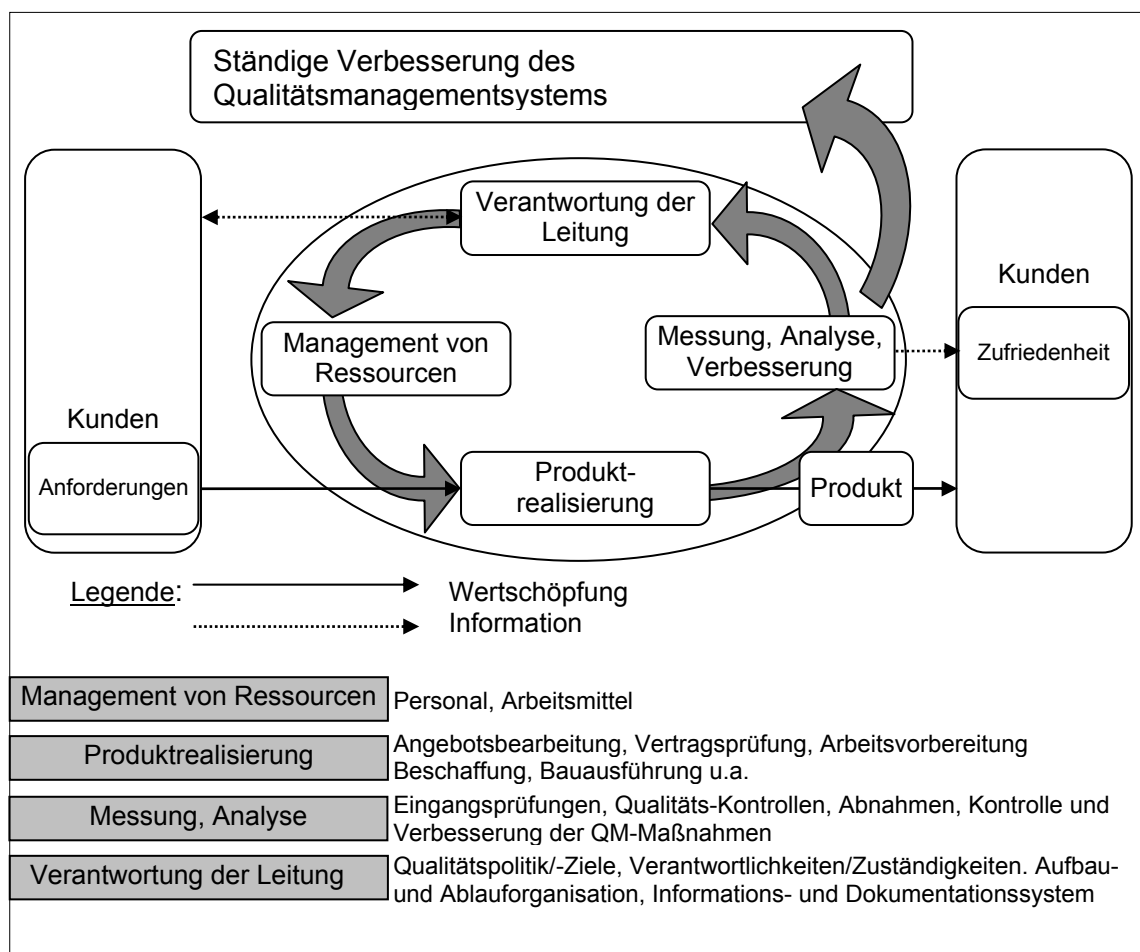 Ständige Verbesserung des
Qualitätsmanagementsystems
Verantwortung der
Leitung
Kunden
Zufriedenheit
Management von
Ressourcen
Messung, Analyse,
Verbesserung
Kunden
Anforderungen
Produkt-
realisierung
Produkt
Legende:
Wertschöpfung
Information
Management von Ressourcen
Personal, Arbeitsmittel
Produktrealisierung
Angebotsbearbeitung, Vertragsprüfung, Arbeitsvorbereitung
Beschaffung, Bauausführung u.a.
Messung, Analyse
Eingangsprüfungen, Qualitäts-Kontrollen, Abnahmen, Kontrolle und
Verbesserung der QM-Maßnahmen
Verantwortung der Leitung
Qualitätspolitik/-Ziele, Verantwortlichkeiten/Zuständigkeiten. Aufbau-
und Ablauforganisation, Informations- und Dokumentationssystem